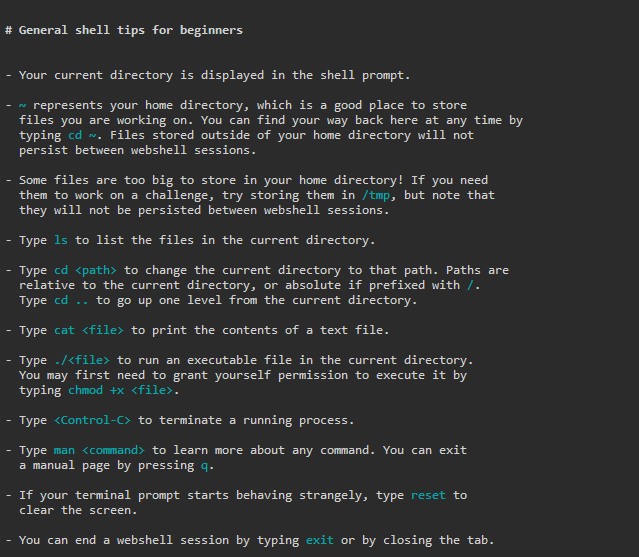 # General shell tips for beginners
- Your current directory is displayed in the shell prompt.
- ~ represents your home directory, which is a good place to store
files you are working on. You can find your way back here at any time by
typing cd ~. Files stored outside of your home directory will not
persist between webshell sessions.
- Some files are too big to store in your home directory! If you need
them to work on a challenge, try storing them in /tmp, but note that
they will not be persisted between webshell sessions.
- Type ls to list the files in the current directory.
- Type cd <path> to change the current directory to that path. Paths are
relative to the current directory, or absolute if prefixed with /.
Type cd .. to go up one level from the current directory.
- Type cat <file> to print the contents of a text file.
- Type ./<file> to run an executable file in the current directory.
You may first need to grant yourself permission to execute it by
typing chmod +x <file>.
- Type <Control-C> to terminate a running process.
- Type man <command> to learn more about any command. You can exit
a manual page by pressing q.
- If your terminal prompt starts behaving strangely, type reset to
clear the screen.
- You can end a webshell session by typing exit or by closing the tab.